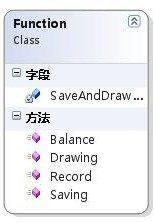 Function
Class
字段
SaveAndDraw...
方法
Balance
Drawing
Record
Saving